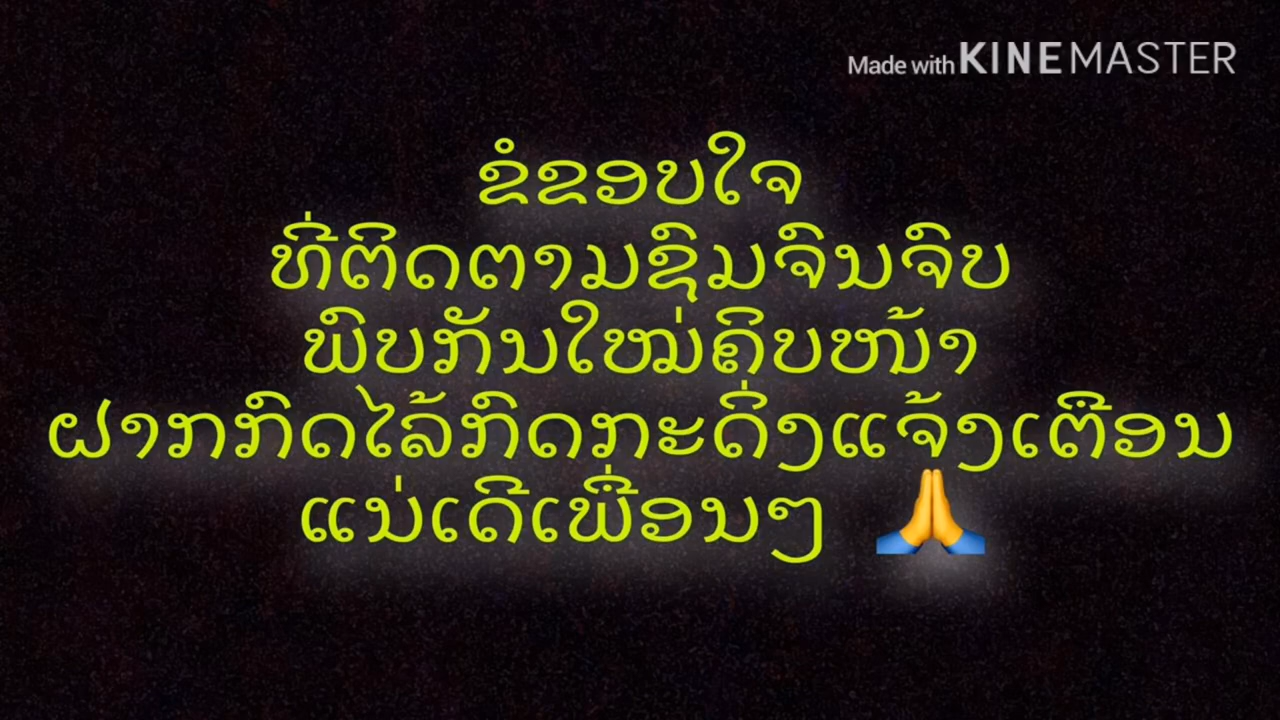 Made with KINEMASTER
ຂໍຂອບໃຈ
ທີ່ຕິດຕາມຊົມຈົນຈົບ
ພົບກັນໃໝ່ຄິບໜ້າ
ຝາກກົດໄລ້ກົດກະດິ່ງແຈ້ງເຕືອນ
ແນ່ເດີເພື່ອນໆ 🙏